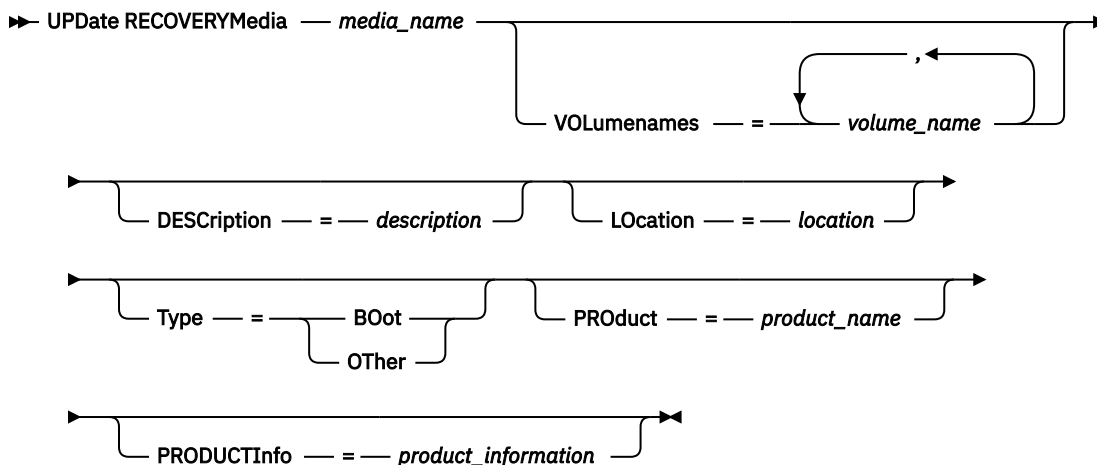 UPDate RECOVERYMedia — media_name
,
VOLumenames — = — volume_name
DESCription — = — description LOcation — = — location
Type — = — BOot PROduct — = — product_name
OTher
PRODUCTInfo — = — product_information